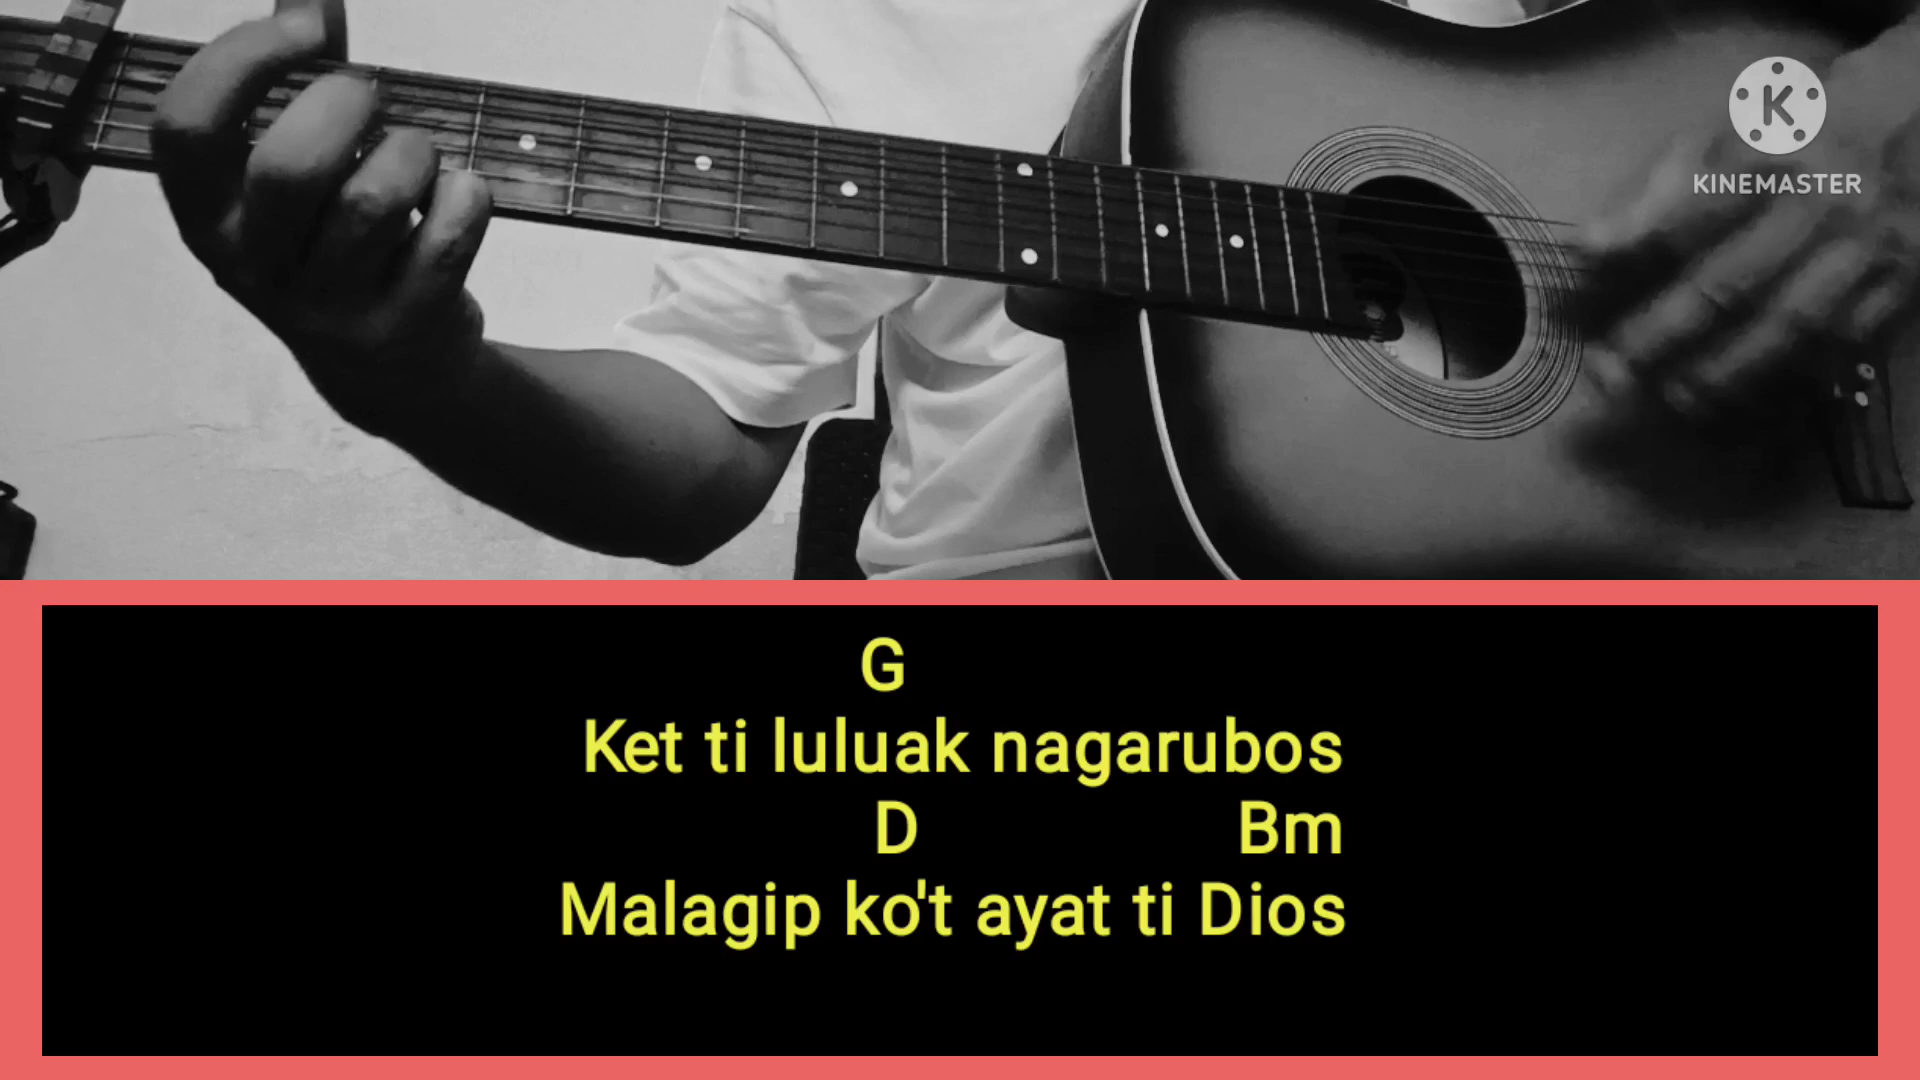 KINEMASTER
G
Ket ti luluak nagarubos
D Bm
Malagip ko't ayat ti Dios